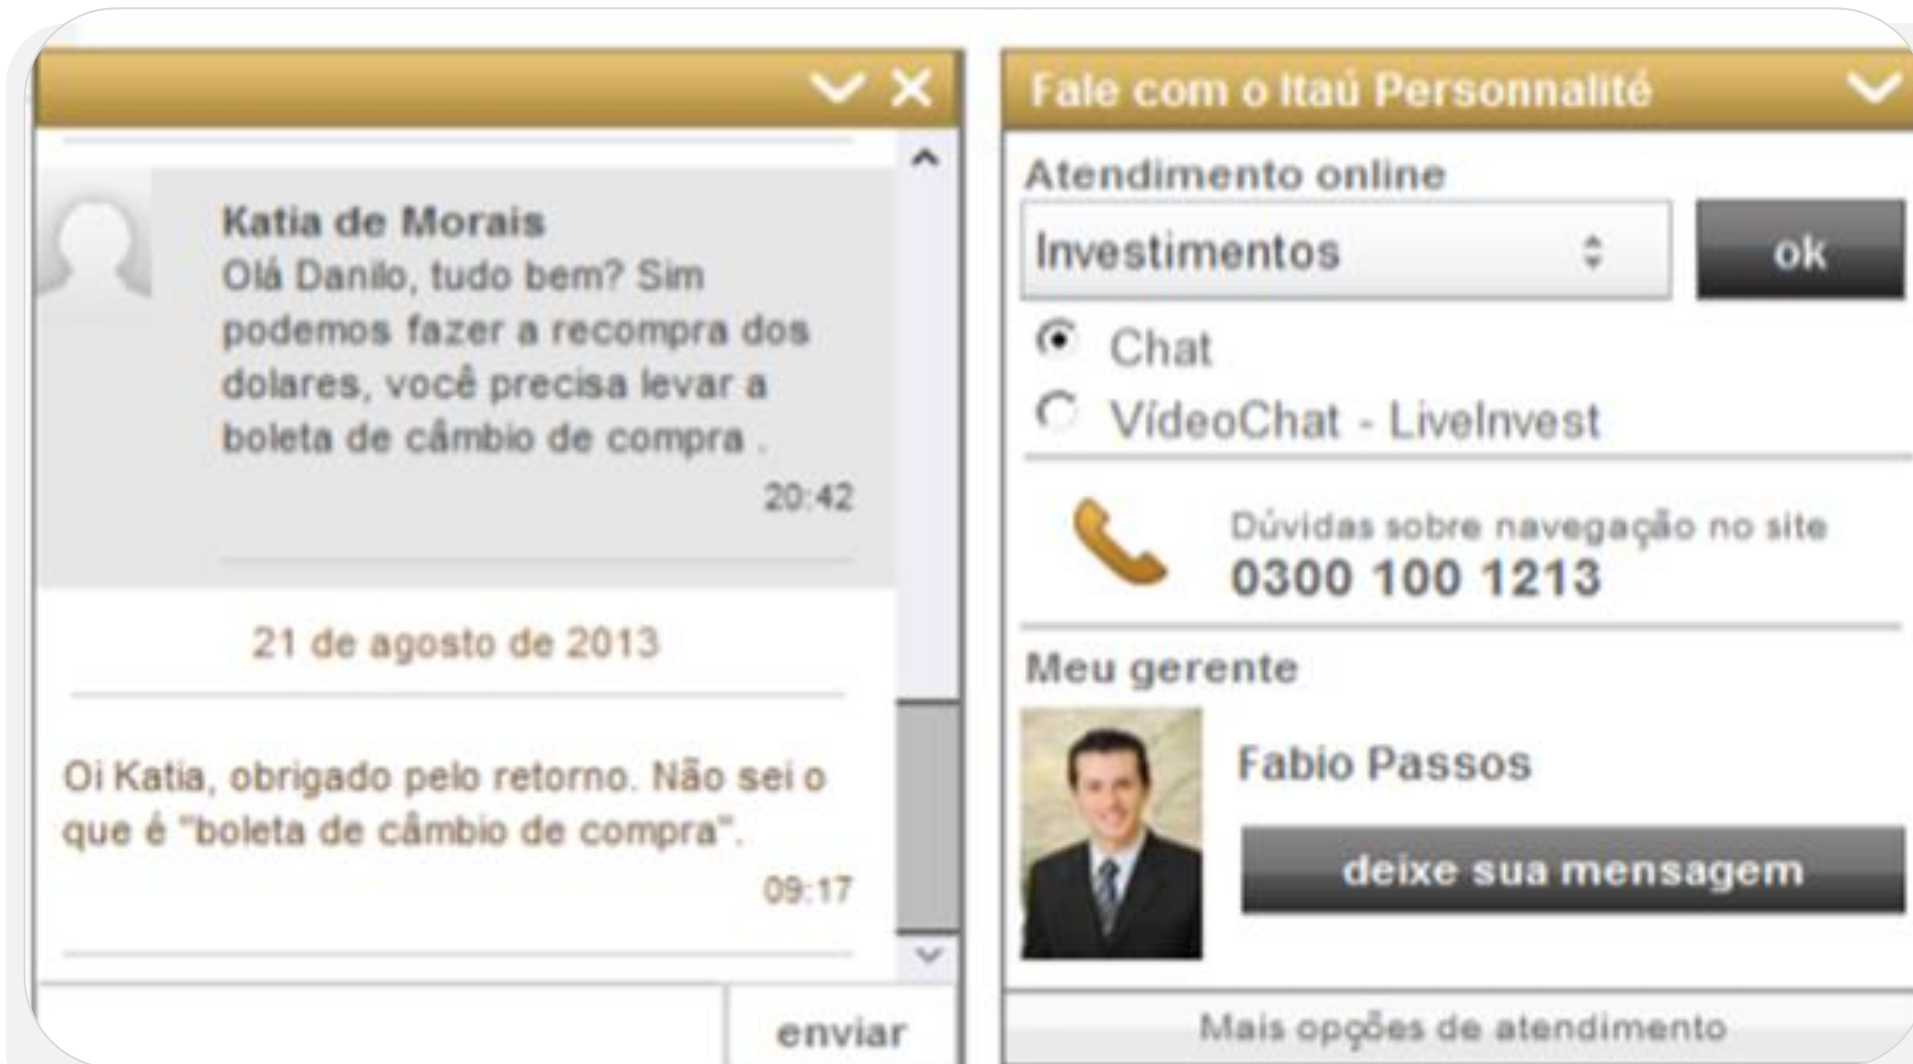 Katia de Morais
Olá Danilo, tudo bem? Sim
podemos fazer a recompra dos
dolares, você precisa levar a
boleta de câmbio de compra .
20:42
21 de agosto de 2013
Oi Katia, obrigado pelo retorno. Não sei o
que é "boleta de câmbio de compra".
09:17
enviar
Fale com o Itaú Personnalité
Atendimento online
Investimentos
ok
Chat
VídeoChat - LiveInvest
Dúvidas sobre navegação no site
0300 100 1213
Meu gerente
Fabio Passos
deixe sua mensagem
Mais opções de atendimento